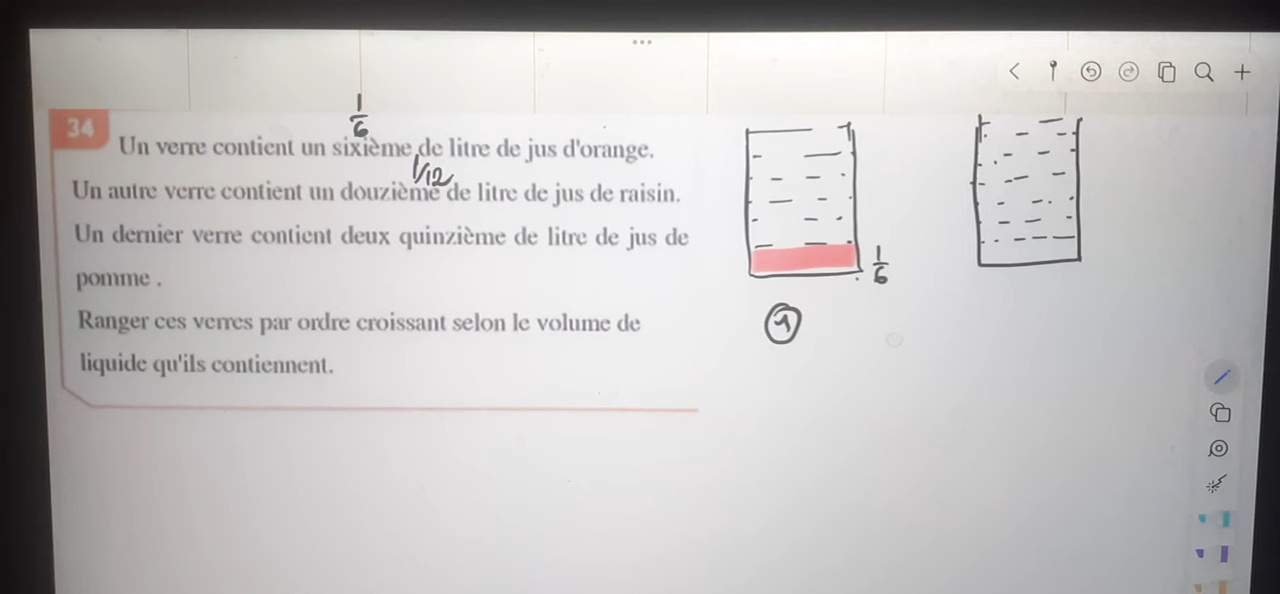 1/6
34
Un verre contient un sixième de litre de jus d'orange.
1/12
Un autre verre contient un douzième de litre de jus de raisin.
Un dernier verre contient deux quinzième de litre de jus de
pomme .
Ranger ces verres par ordre croissant selon le volume de
liquide qu'ils contiennent.
1/6
1